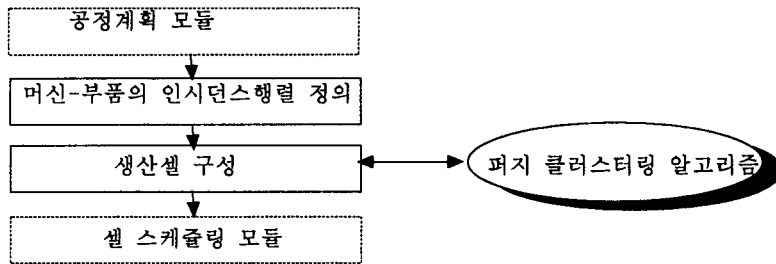 공정계획 모듈
머신-부품의 인시던스행렬 정의
생산셀 구성
퍼지 클러스터링 알고리즘
셀 스케쥴링 모듈